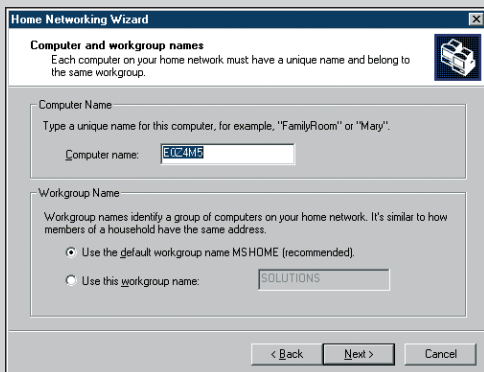 Home Networking Wizard
Computer and workgroup names
Each computer on your home network must have a unique name and belong to
the same workgroup.
Computer Name
Type a unique name for this computer, for example, "FamilyRoom" or "Mary".
Computer name: E0Z4M5
Workgroup Name
Workgroup names identify a group of computers on your home network. It's similar to how
members of a household have the same address.
Use the default workgroup name MSHOME (recommended).
Use this workgroup name: SOLUTIONS
< Back Next > Cancel